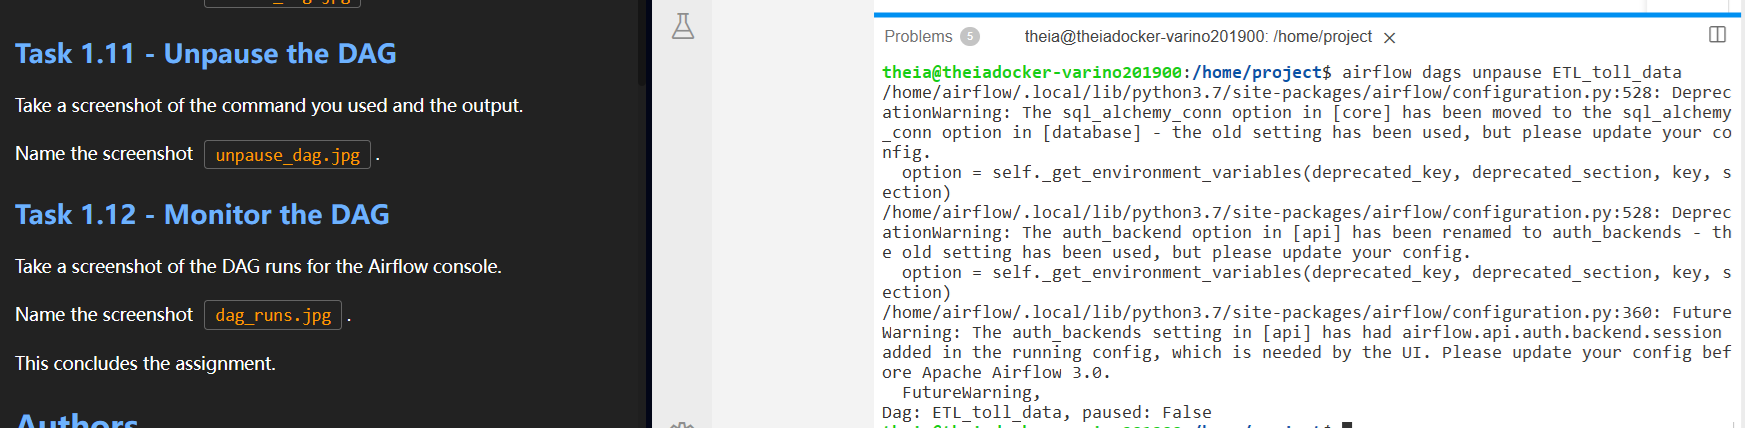 Task 1.11 - Unpause the DAG
Take a screenshot of the command you used and the output.
Name the screenshot unpause_dag.jpg .
Task 1.12 - Monitor the DAG
Take a screenshot of the DAG runs for the Airflow console.
Name the screenshot dag_runs.jpg .
This concludes the assignment.
Authors
Problems 5 theia@theiadocker-varino201900: /home/project ×
theia@theiadocker-varino201900:/home/project$ airflow dags unpause ETL_toll_data
/home/airflow/.local/lib/python3.7/site-packages/airflow/configuration.py:528: Deprec
ationWarning: The sql_alchemy_conn option in [core] has been moved to the sql_alchemy
_conn option in [database] - the old setting has been used, but please update your co
nfig.
  option = self._get_environment_variables(deprecated_key, deprecated_section, key, s
ection)
/home/airflow/.local/lib/python3.7/site-packages/airflow/configuration.py:528: Deprec
ationWarning: The auth_backend option in [api] has been renamed to auth_backends - th
e old setting has been used, but please update your config.
  option = self._get_environment_variables(deprecated_key, deprecated_section, key, s
ection)
/home/airflow/.local/lib/python3.7/site-packages/airflow/configuration.py:360: Future
Warning: The auth_backends setting in [api] has had airflow.api.auth.backend.session
added in the running config, which is needed by the UI. Please update your config bef
ore Apache Airflow 3.0.
  FutureWarning,
Dag: ETL_toll_data, paused: False